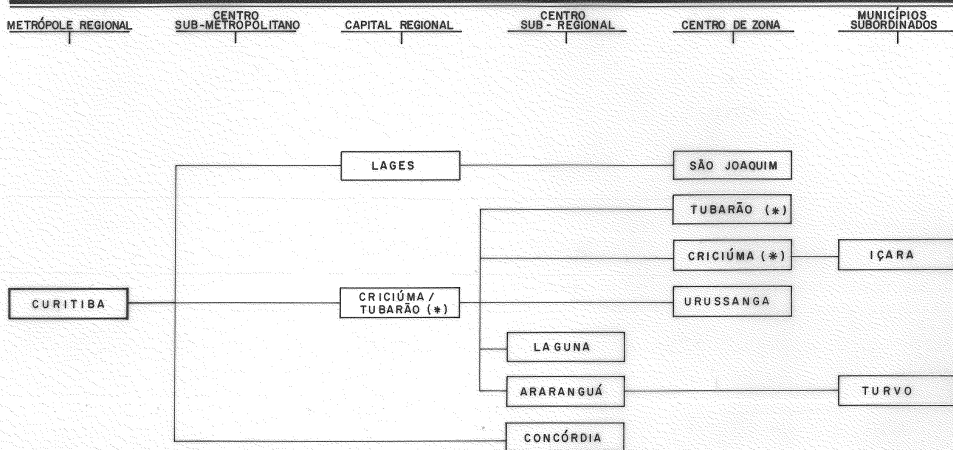 METRÓPOLE REGIONAL
CENTRO
SUB-METROPOLITANO
CAPITAL REGIONAL
CENTRO
SUB - REGIONAL
CENTRO DE ZONA
MUNICÍPIOS
SUBORDINADOS
LAGES
SÃO JOAQUIM
TUBARÃO (*)
CRICIÚMA (*)
IÇARA
CURITIBA
CRICIÚMA /
TUBARÃO (*)
URUSSANGA
LAGUNA
ARARANGUÁ
TURVO
CONCÓRDIA